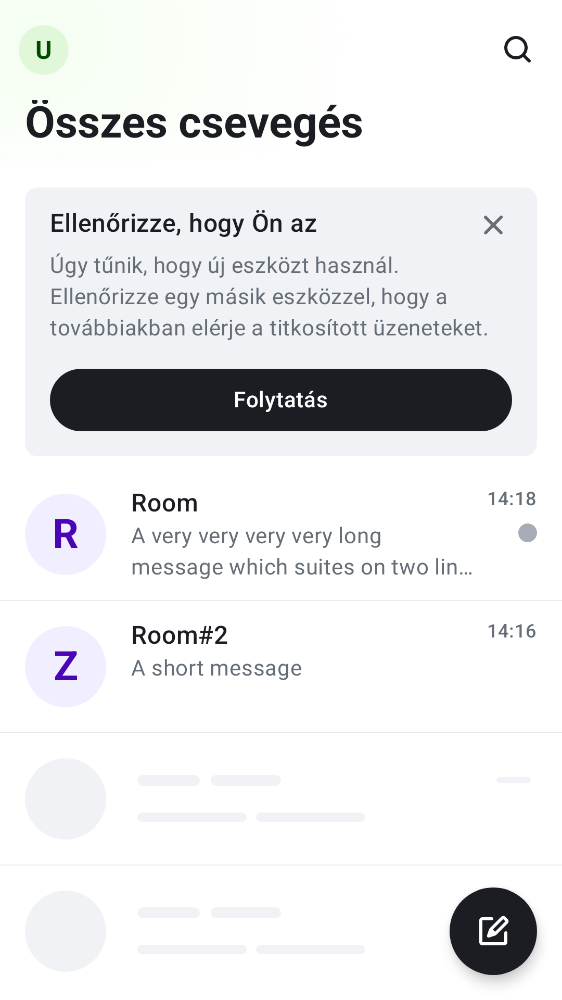 U
Összes csevegés
Ellenőrizze, hogy Ön az
Úgy tűnik, hogy új eszközt használ.
Ellenőrizze egy másik eszközzel, hogy a
továbbiakban elérje a titkosított üzeneteket.
Folytatás
R
Room
14:18
A very very very very long
message which suites on two lin…
Z
Room#2
14:16
A short message